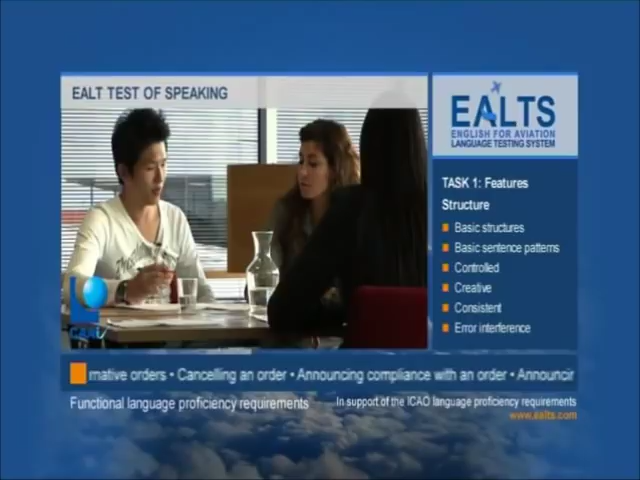 EALT TEST OF SPEAKING
EALTS
ENGLISH FOR AVIATION
LANGUAGE TESTING SYSTEM
TASK 1: Features
Structure
Basic structures
Basic sentence patterns
Controlled
Creative
Consistent
Error interference
rmative orders • Cancelling an order • Announcing compliance with an order • Announcir
Functional language proficiency requirements
In support of the ICAO language proficiency requirements
www.ealts.com